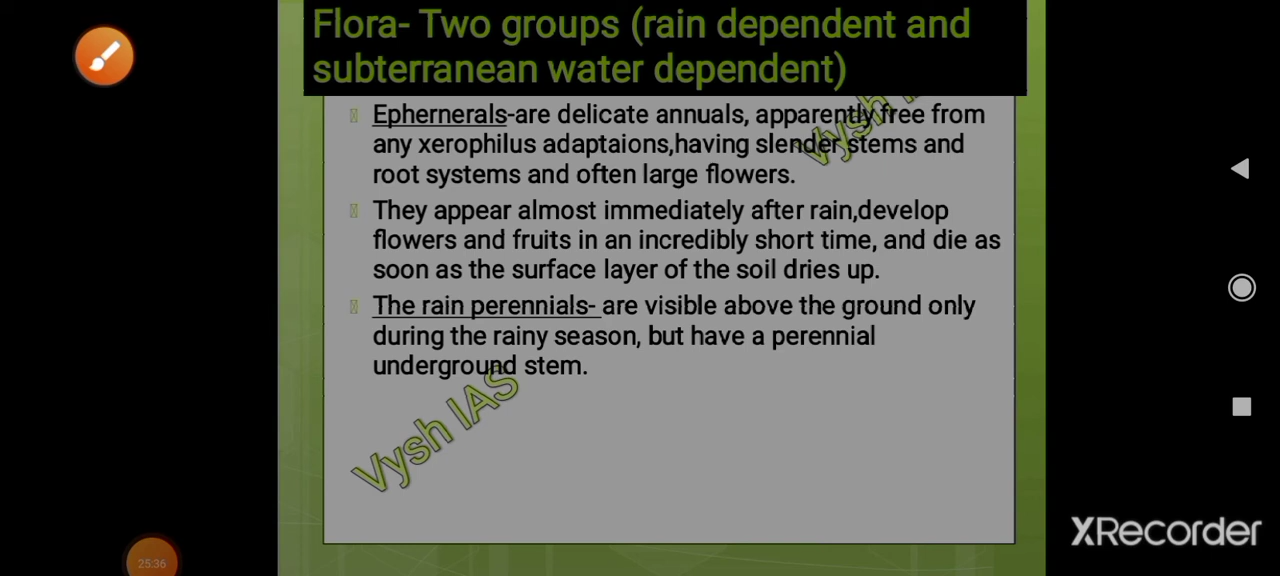 Flora- Two groups (rain dependent and
subterranean water dependent)
Ephernerals-are delicate annuals, apparently free from
any xerophilus adaptaions,having slender stems and
root systems and often large flowers.
They appear almost immediately after rain,develop
flowers and fruits in an incredibly short time, and die as
soon as the surface layer of the soil dries up.
The rain perennials- are visible above the ground only
during the rainy season, but have a perennial
underground stem.
Vysh IAS
Vysh I
25:36
XRecorder